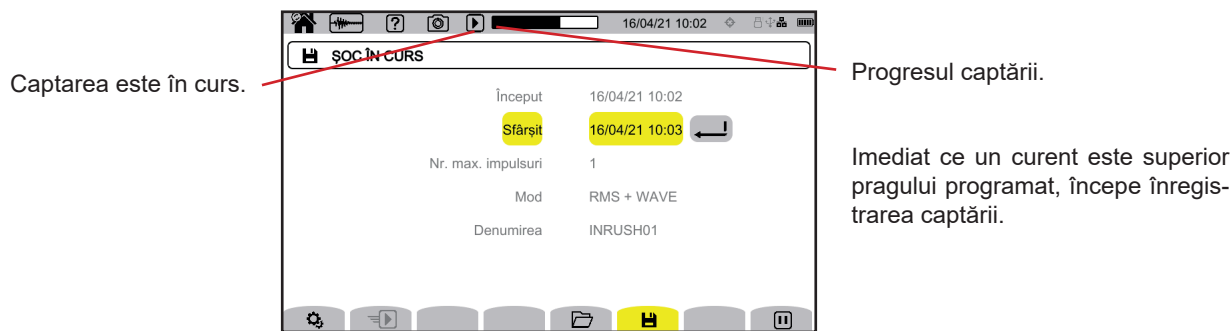 16/04/21 10:02
ȘOC ÎN CURS
Captarea este în curs.
Început 16/04/21 10:02
Sfârșit 16/04/21 10:03
Nr. max. impulsuri 1
Mod RMS + WAVE
Denumirea INRUSH01
Progresul captării.
Imediat ce un curent este superior
pragului programat, începe înregis-
trarea captării.